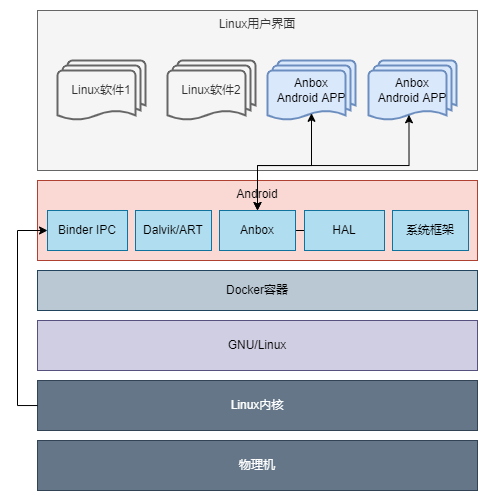 Linux用户界面
Linux软件1
Linux软件2
Anbox
Android APP
Anbox
Android APP
Android
Binder IPC
Dalvik/ART
Anbox
HAL
系统框架
Docker容器
GNU/Linux
Linux内核
物理机